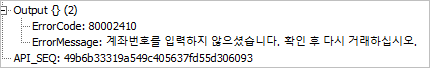 Output {} (2)
ErrorCode: 80002410
ErrorMessage: 계좌번호를 입력하지 않으셨습니다. 확인 후 다시 거래하십시오.
API_SEQ: 49b6b33319a549c405637fd55d306093